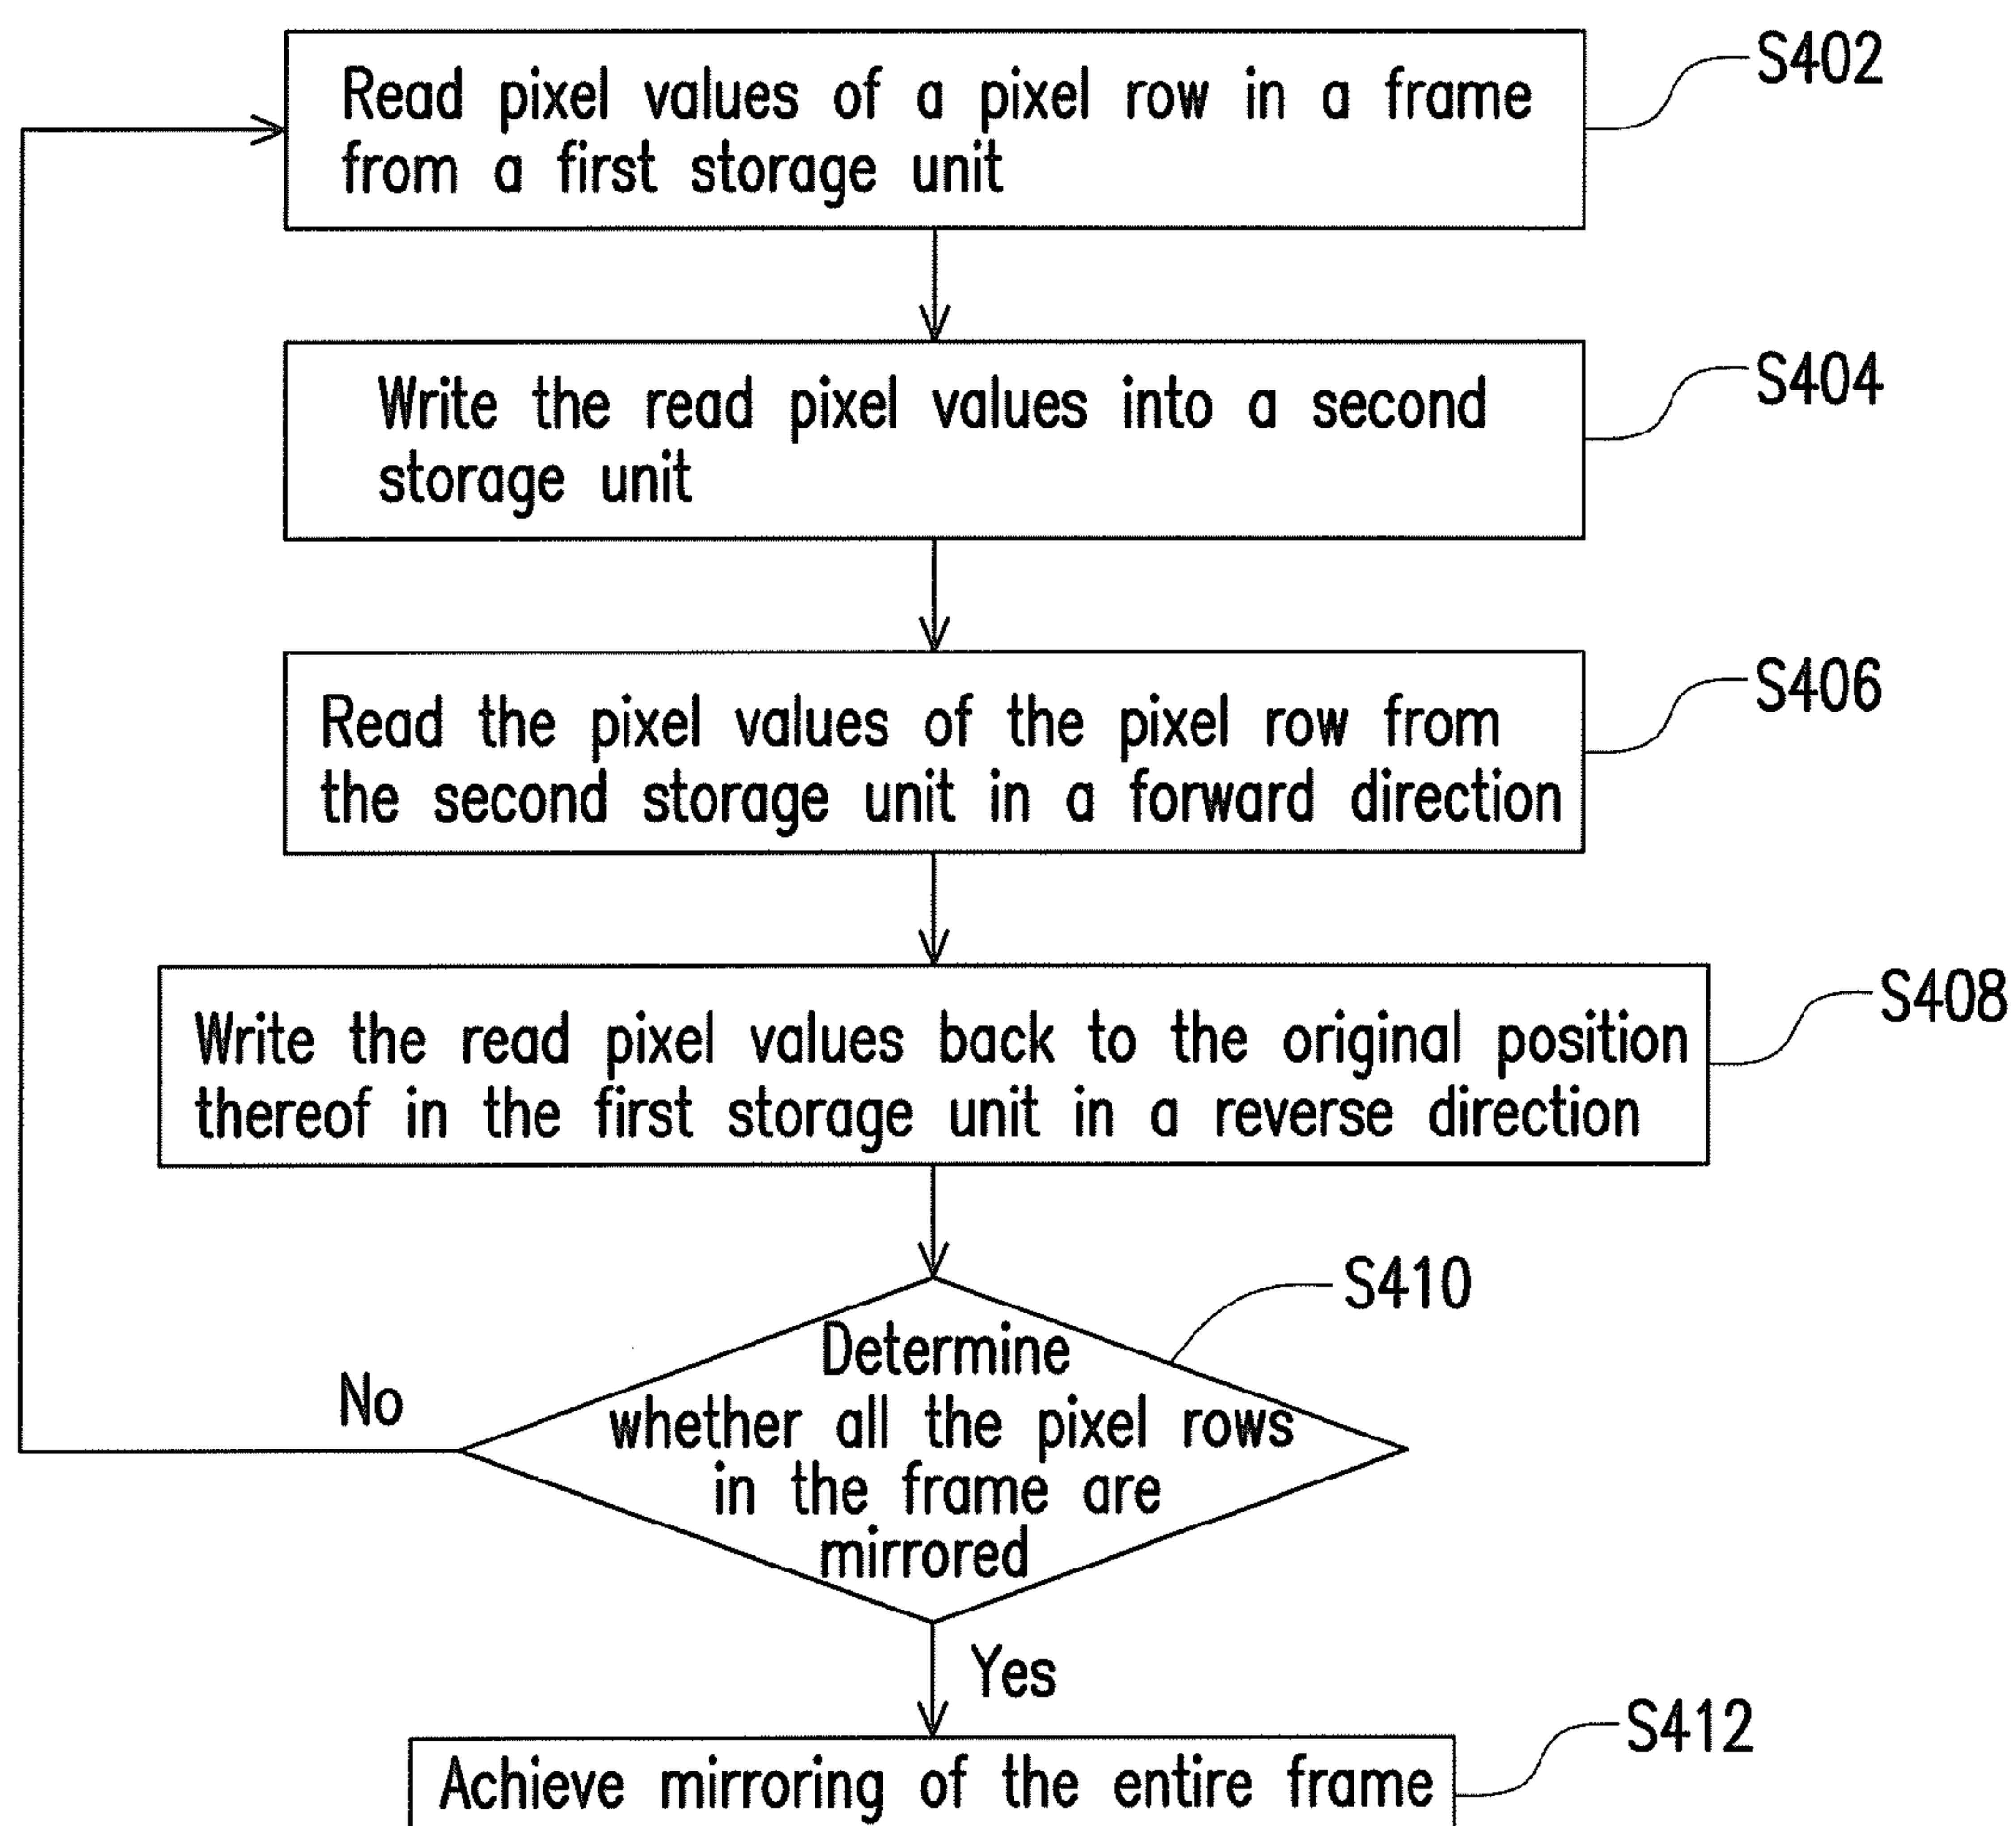 S402
Read pixel values of a pixel row in a frame
from a first storage unit
S404
Write the read pixel values into a second
storage unit
S406
Read the pixel values of the pixel row from
the second storage unit in a forward direction
S408
Write the read pixel values back to the original position
thereof in the first storage unit in a reverse direction
S410
Determine
whether all the pixel rows
in the frame are
mirrored
No
Yes
S412
Achieve mirroring of the entire frame